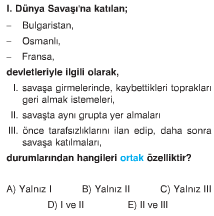 I. Dünya Savaşı'na katılan;
– Bulgaristan,
– Osmanlı,
– Fransa,
devletleriyle ilgili olarak,
I. savaşa girmelerinde, kaybettikleri toprakları
geri almak istemeleri,
II. savaşta aynı grupta yer almaları
III. önce tarafsızlıklarını ilan edip, daha sonra
savaşa katılmaları,
durumlarından hangileri ortak özelliktir?
A) Yalnız I B) Yalnız II C) Yalnız III
D) I ve II E) II ve III